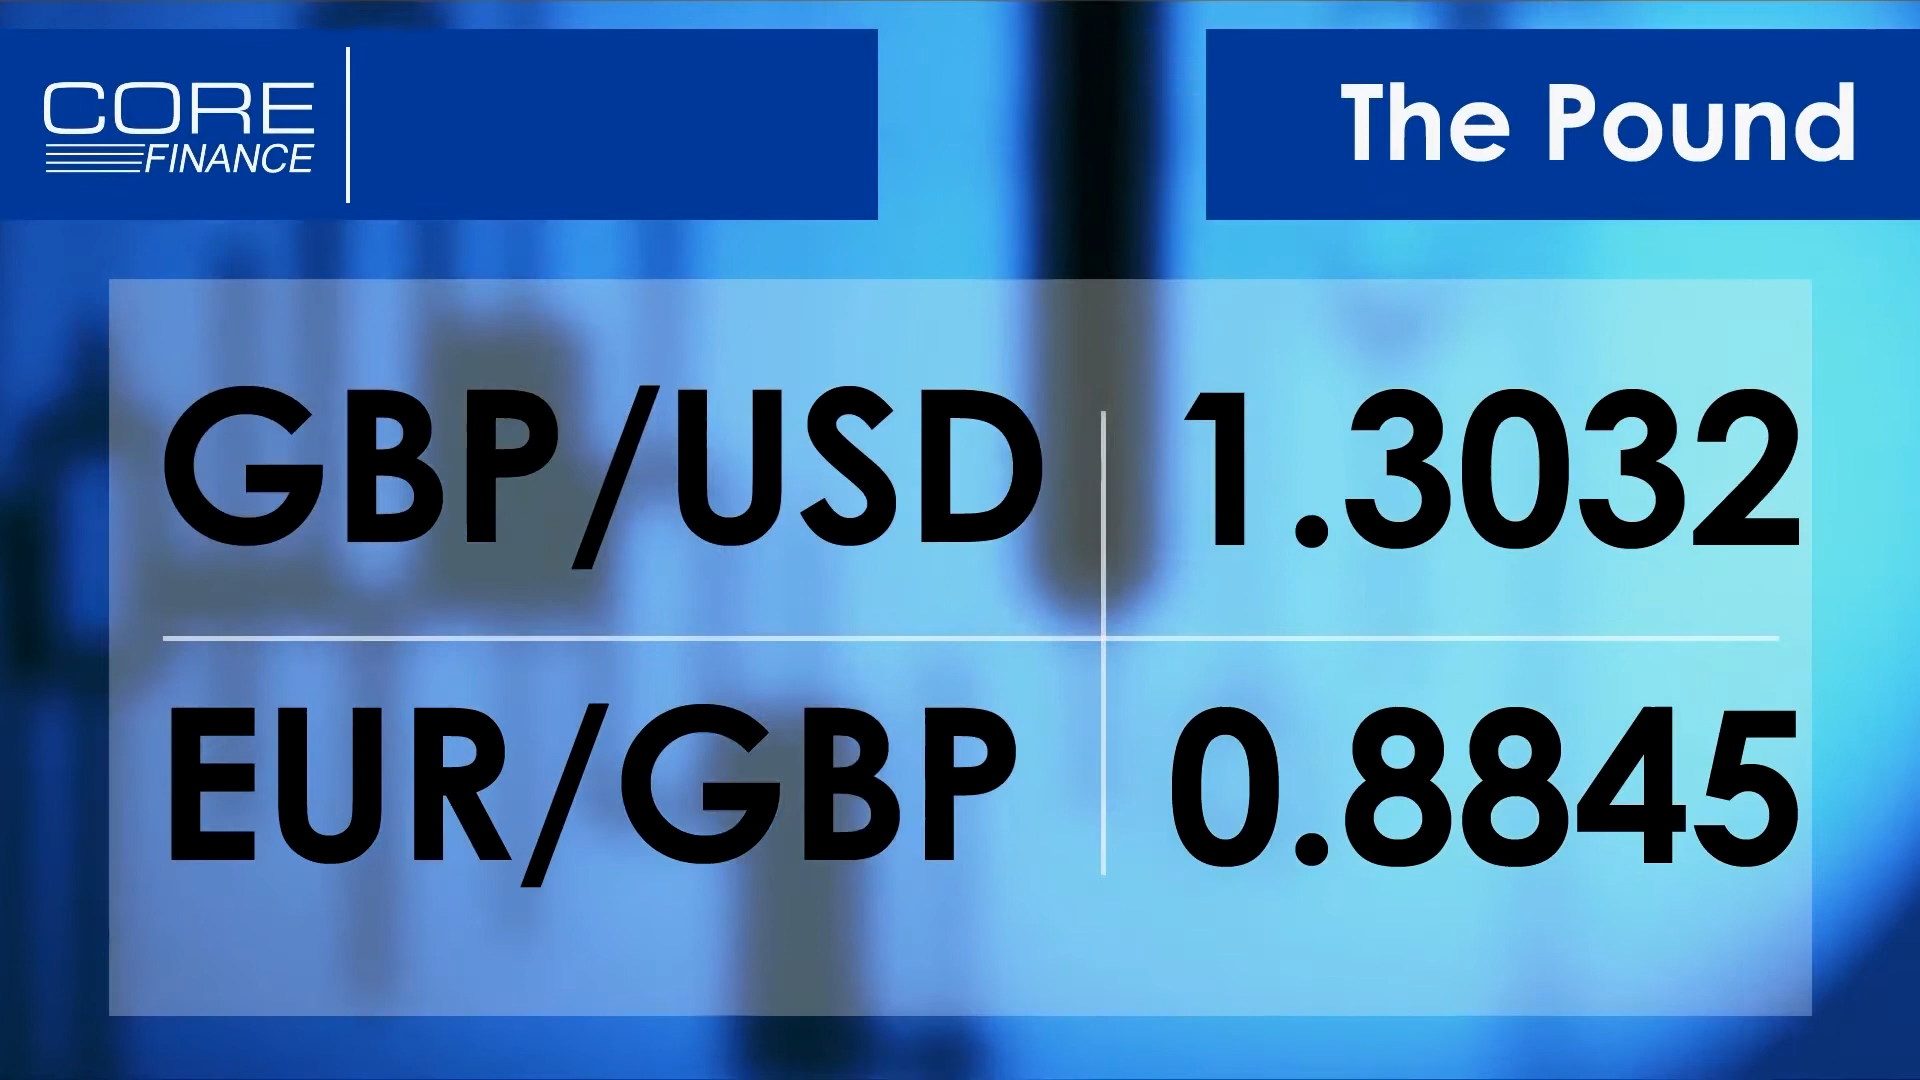 CORE
FINANCE
The Pound
GBP/USD 1.3032
EUR/GBP 0.8845